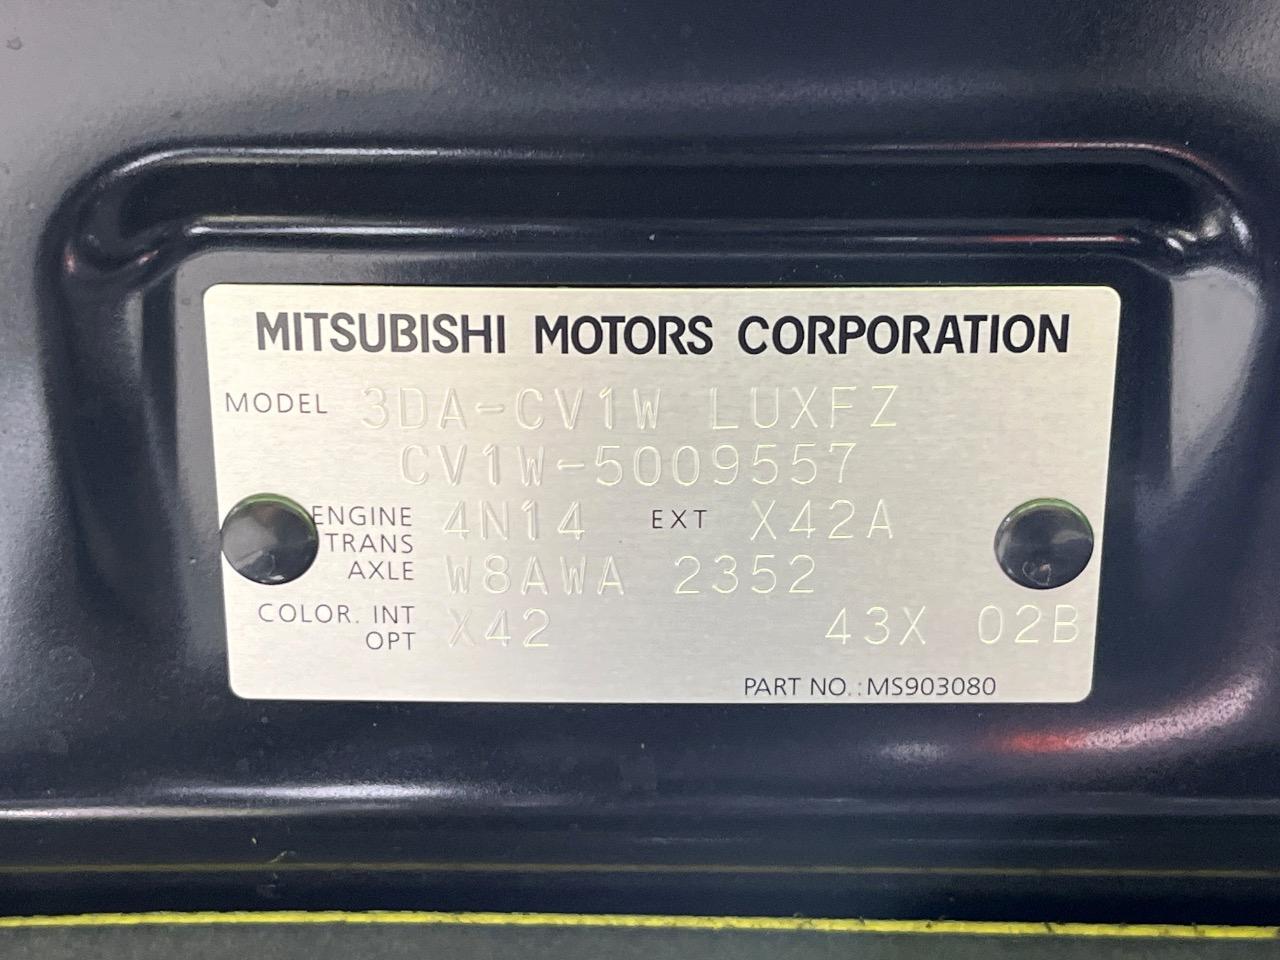 MITSUBISHI MOTORS CORPORATION
MODEL 3DA-CV1W LUXFZ
CV1W-5009557
ENGINE 4N14 EXT X42A
TRANS
AXLE W8AWA 2352
COLOR. INT X42 43X 02B
OPT
PART NO.:MS903080